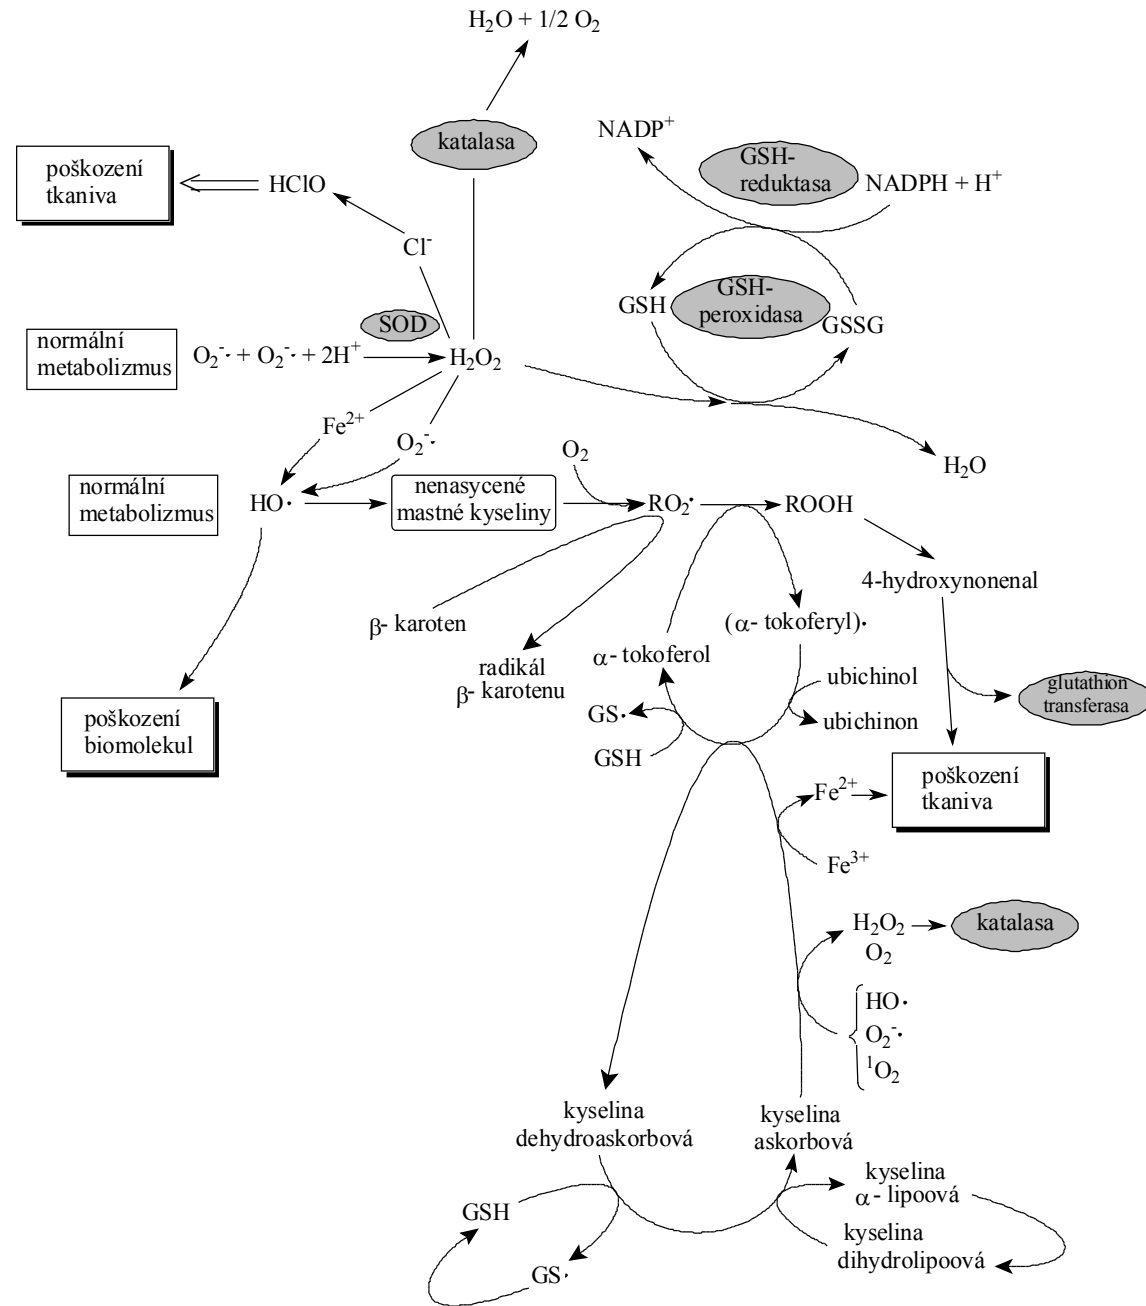 H₂O + 1/2 O₂
katalasa
NADP⁺
GSH-
reduktasa
NADPH + H⁺
poškození
tkaniva
HClO
Cl⁻
GSH
GSH-
peroxidasa
GSSG
SOD
normální
metabolizmus
O₂⁻· + O₂⁻· + 2H⁺
H₂O₂
Fe²⁺
O₂⁻·
O₂
H₂O
normální
metabolizmus
HO·
nenasycené
mastné kyseliny
RO₂·
ROOH
4-hydroxynonenal
β- karoten
radikál
β- karotenu
α- tokoferol
(α- tokoferyl)·
ubichinol
ubichinon
GS·
GSH
glutathion
transferasa
poškození
biomolekul
poškození
tkaniva
Fe²⁺
Fe³⁺
H₂O₂
O₂
katalasa
HO·
O₂⁻·
¹O₂
kyselina
dehydroaskorbová
kyselina
askorbová
kyselina
α- lipoová
GSH
kyselina
dihydrolipoová
GS·